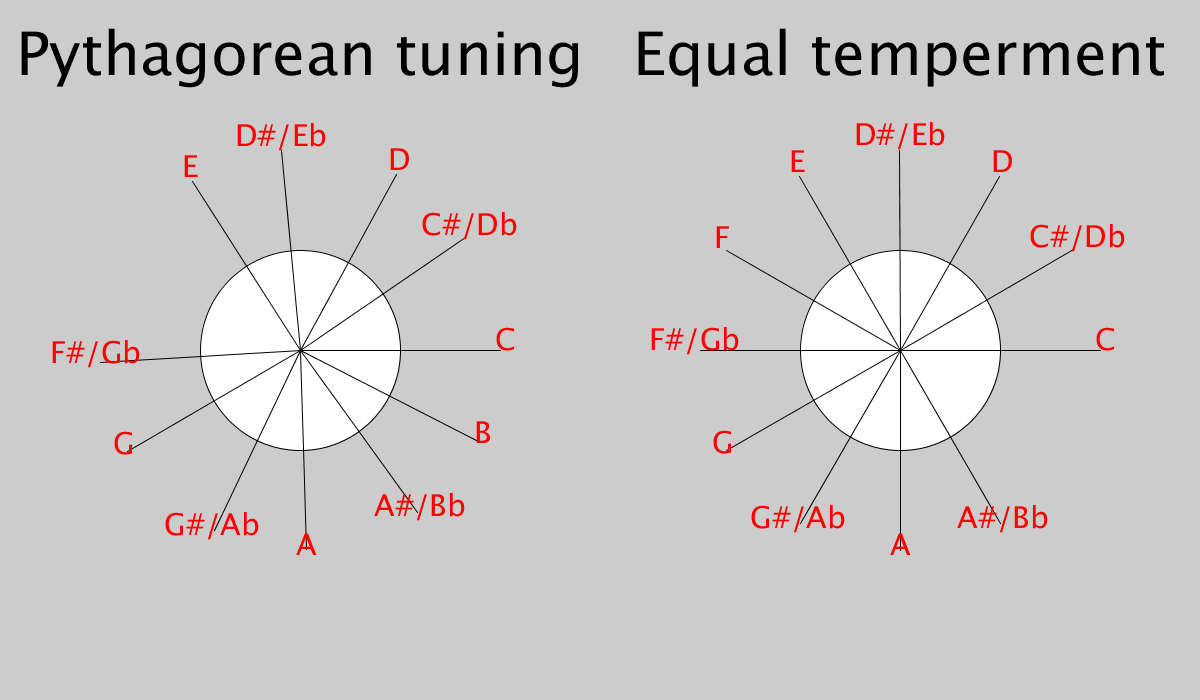 Pythagorean tuning
Equal temperment
D#/Eb
E
D
C#/Db
C
F#/Gb
G
B
A#/Bb
G#/Ab
A
D#/Eb
E
D
F
C#/Db
F#/Gb
C
G
G#/Ab
A#/Bb
A